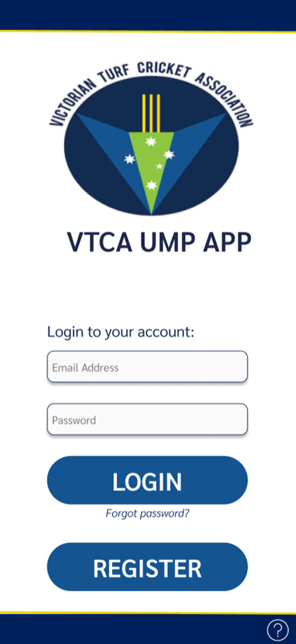 VICTORIAN TURF CRICKET ASSOCIATION
VTCA UMP APP
Login to your account:
Email Address
Password
LOGIN
Forgot password?
REGISTER
?